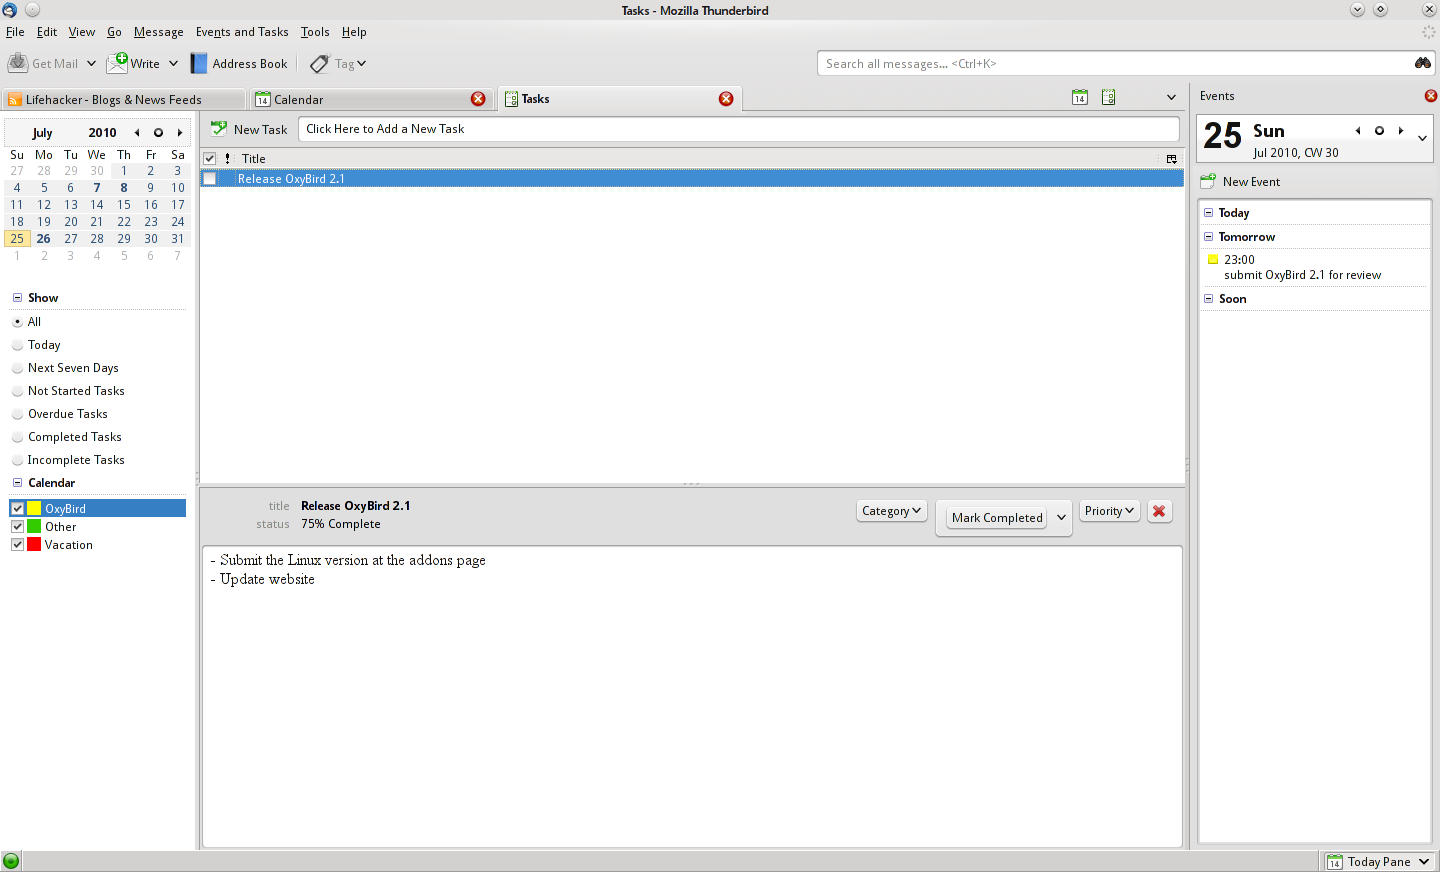 Tasks - Mozilla Thunderbird
File Edit View Go Message Events and Tasks Tools Help
Get Mail Write Address Book Tag Search all messages... <Ctrl+K>
Lifehacker - Blogs & News Feeds 14 Calendar Tasks 14
July 2010
Su Mo Tu We Th Fr Sa
27 28 29 30 1 2 3
4 5 6 7 8 9 10
11 12 13 14 15 16 17
18 19 20 21 22 23 24
25 26 27 28 29 30 31
1 2 3 4 5 6 7
Show
All
Today
Next Seven Days
Not Started Tasks
Overdue Tasks
Completed Tasks
Incomplete Tasks
Calendar
OxyBird
Other
Vacation
New Task Click Here to Add a New Task
! Title
Release OxyBird 2.1
title Release OxyBird 2.1
status 75% Complete
Category Mark Completed Priority
- Submit the Linux version at the addons page
- Update website
Events
25 Sun
Jul 2010, CW 30
New Event
Today
Tomorrow
23:00
submit OxyBird 2.1 for review
Soon
14 Today Pane